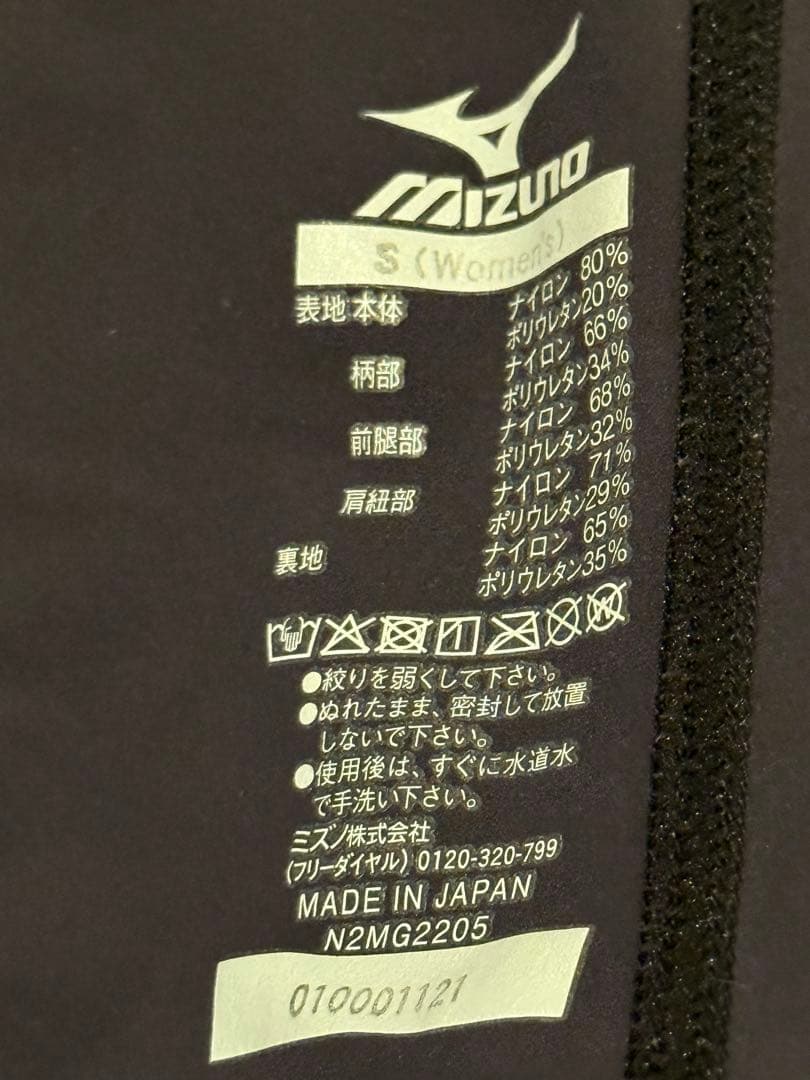 MIZUNO
S (Women's)
表地 本体 ナイロン 80%
ポリウレタン20%
柄部 ナイロン 66%
ポリウレタン34%
前腿部 ナイロン 68%
ポリウレタン32%
肩紐部 ナイロン 71%
ポリウレタン29%
裏地 ナイロン 65%
ポリウレタン35%
●絞りを弱くして下さい。
●ぬれたまま、密封して放置
しないで下さい。
●使用後は、すぐに水道水
で手洗い下さい。
ミズノ株式会社
(フリーダイヤル) 0120-320-799
MADE IN JAPAN
N2MG2205
010001121